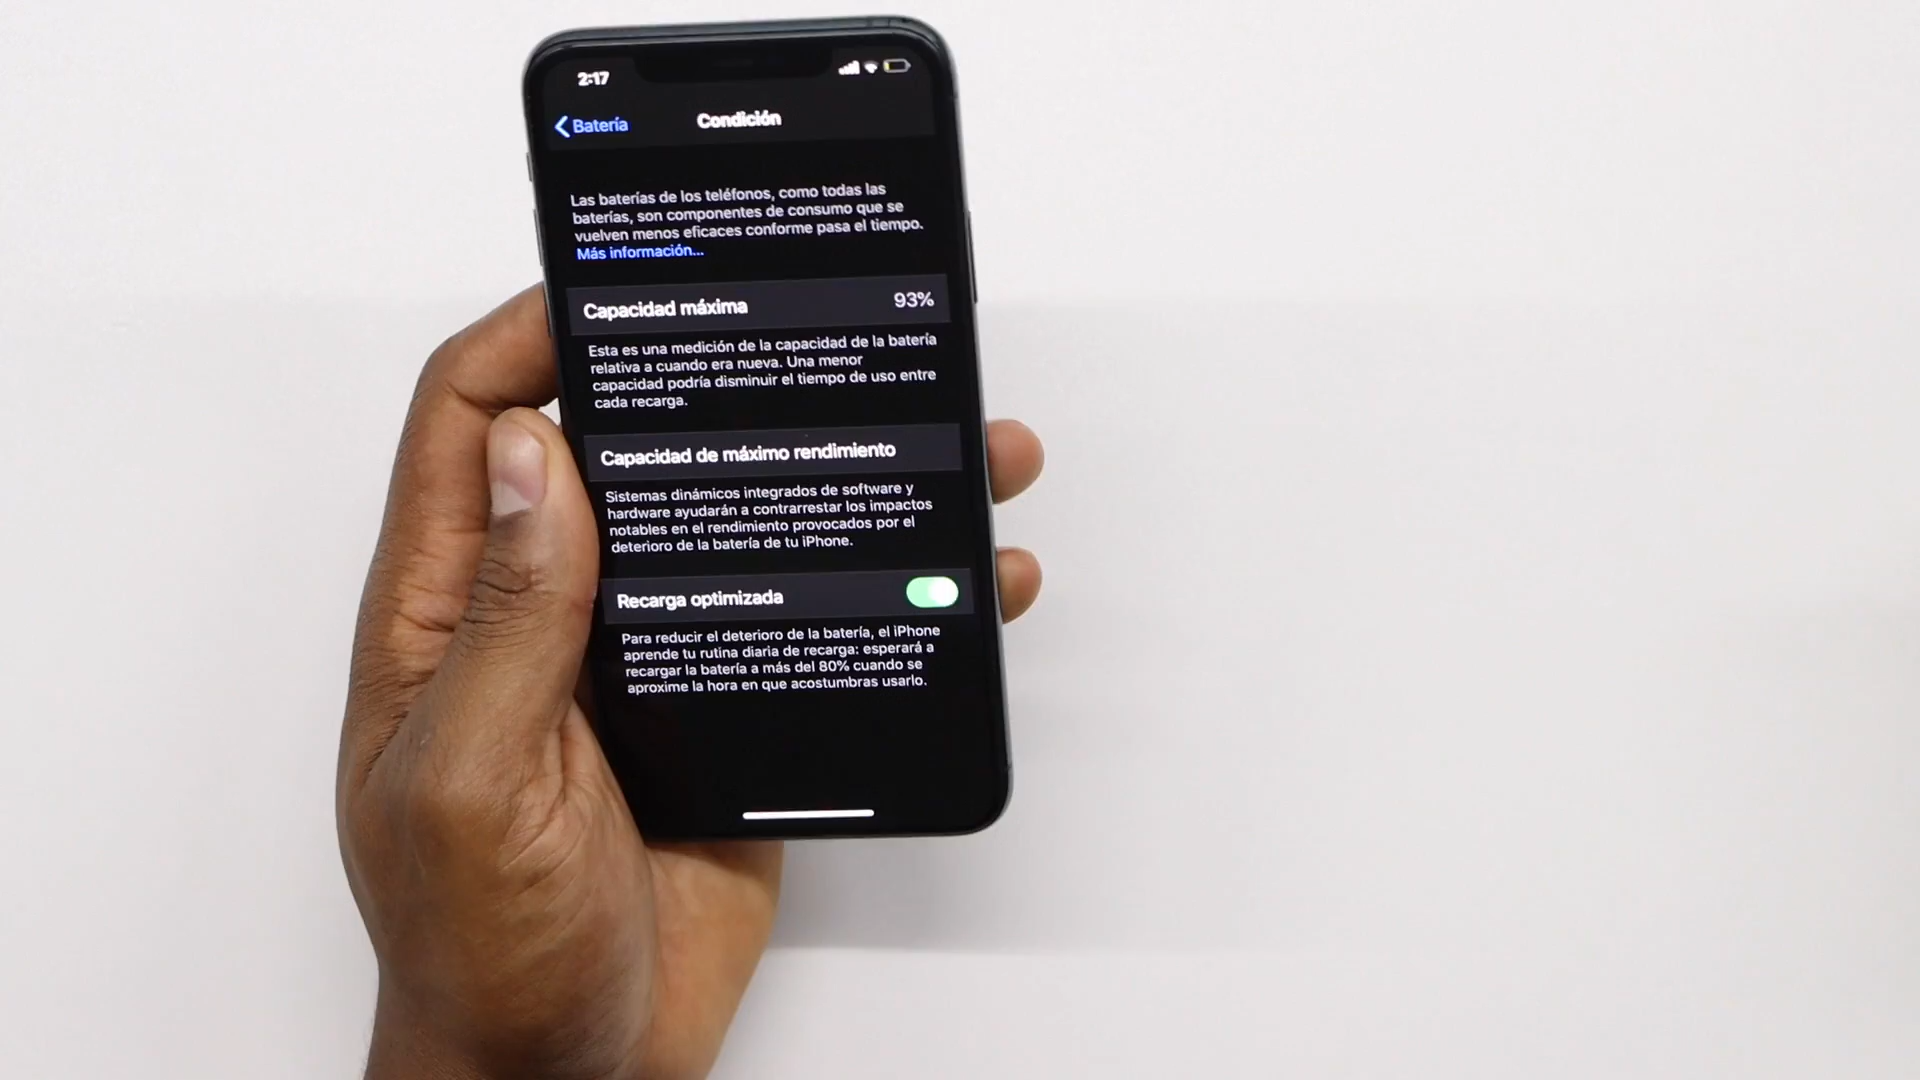 2:17
Batería
Condición
Las baterías de los teléfonos, como todas las
baterías, son componentes de consumo que se
vuelven menos eficaces conforme pasa el tiempo.
Más información...
Capacidad máxima 93%
Esta es una medición de la capacidad de la batería
relativa a cuando era nueva. Una menor
capacidad podría disminuir el tiempo de uso entre
cada recarga.
Capacidad de máximo rendimiento
Sistemas dinámicos integrados de software y
hardware ayudarán a contrarrestar los impactos
notables en el rendimiento provocados por el
deterioro de la batería de tu iPhone.
Recarga optimizada
Para reducir el deterioro de la batería, el iPhone
aprende tu rutina diaria de recarga: esperará a
recargar la batería a más del 80% cuando se
aproxime la hora en que acostumbras usarlo.